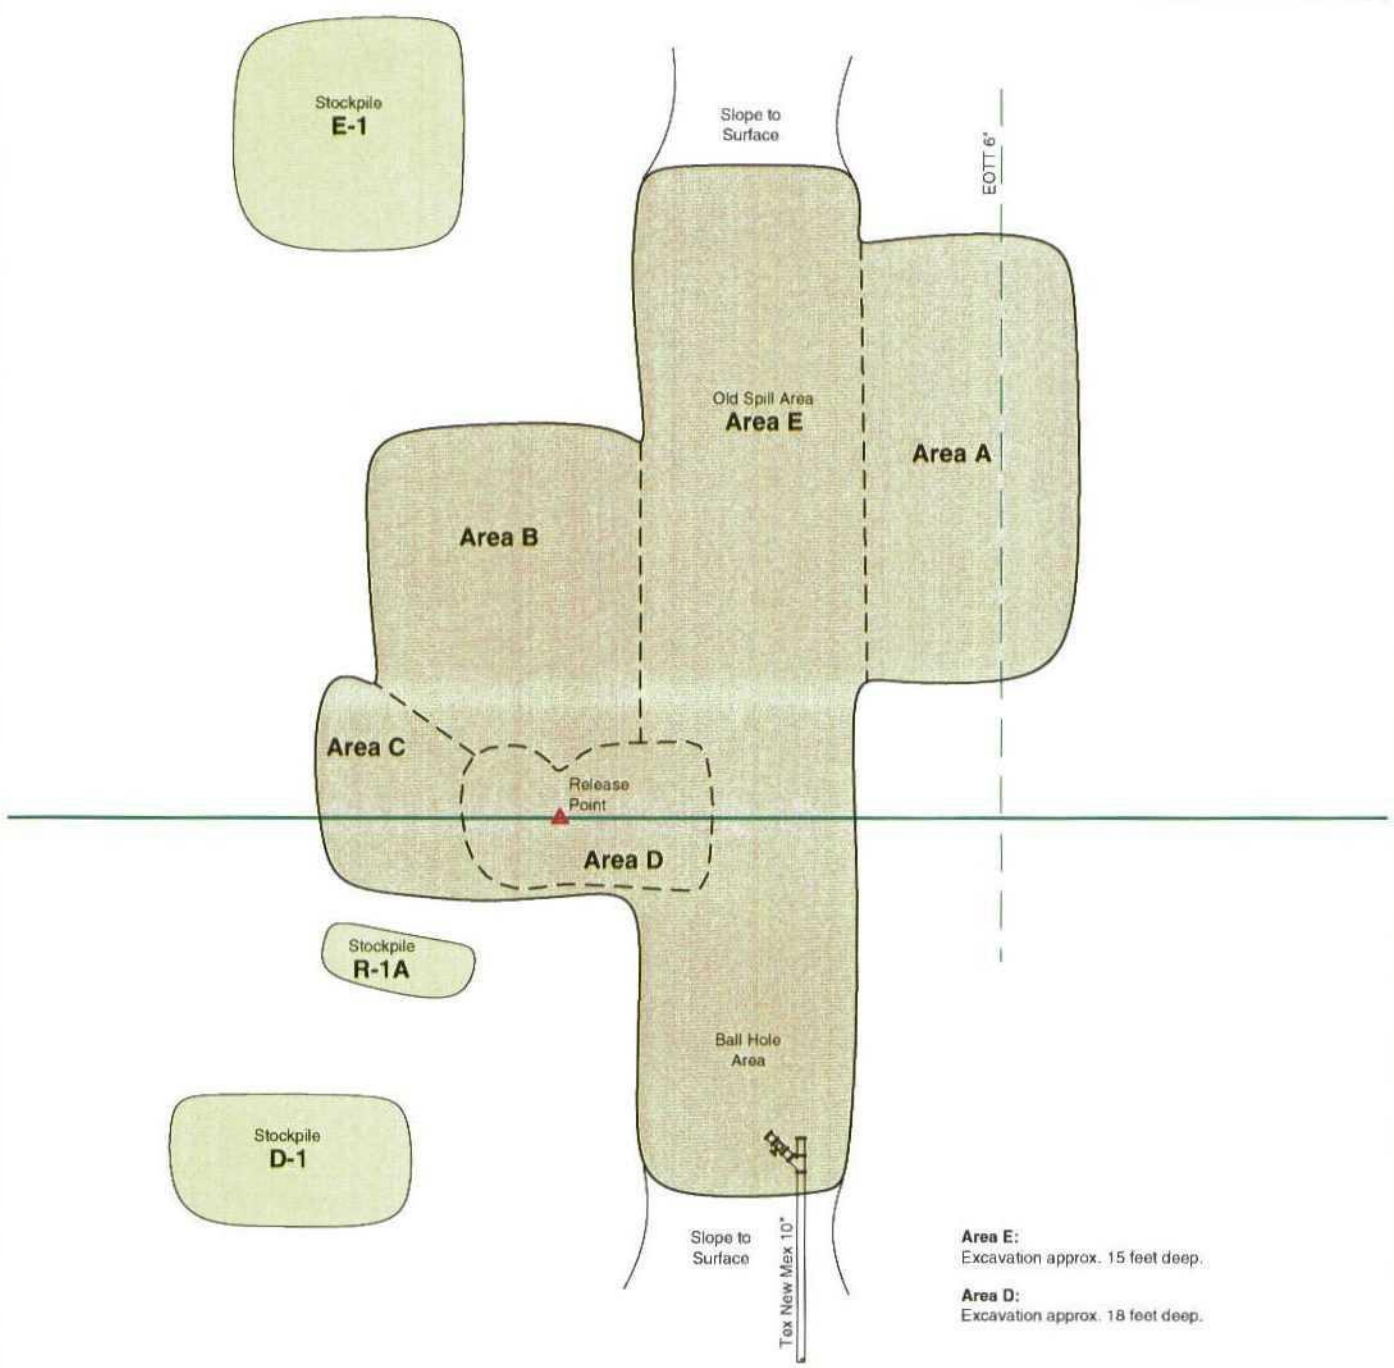 Stockpile
E-1
Slope to
Surface
EOTT 6"
Old Spill Area
Area E
Area A
Area B
Area C
Release
Point
Area D
Stockpile
R-1A
Ball Hole
Area
Stockpile
D-1
Slope to
Surface
Tex New Mex 10"
Area E:
Excavation approx. 15 feet deep.
Area D:
Excavation approx. 18 feet deep.